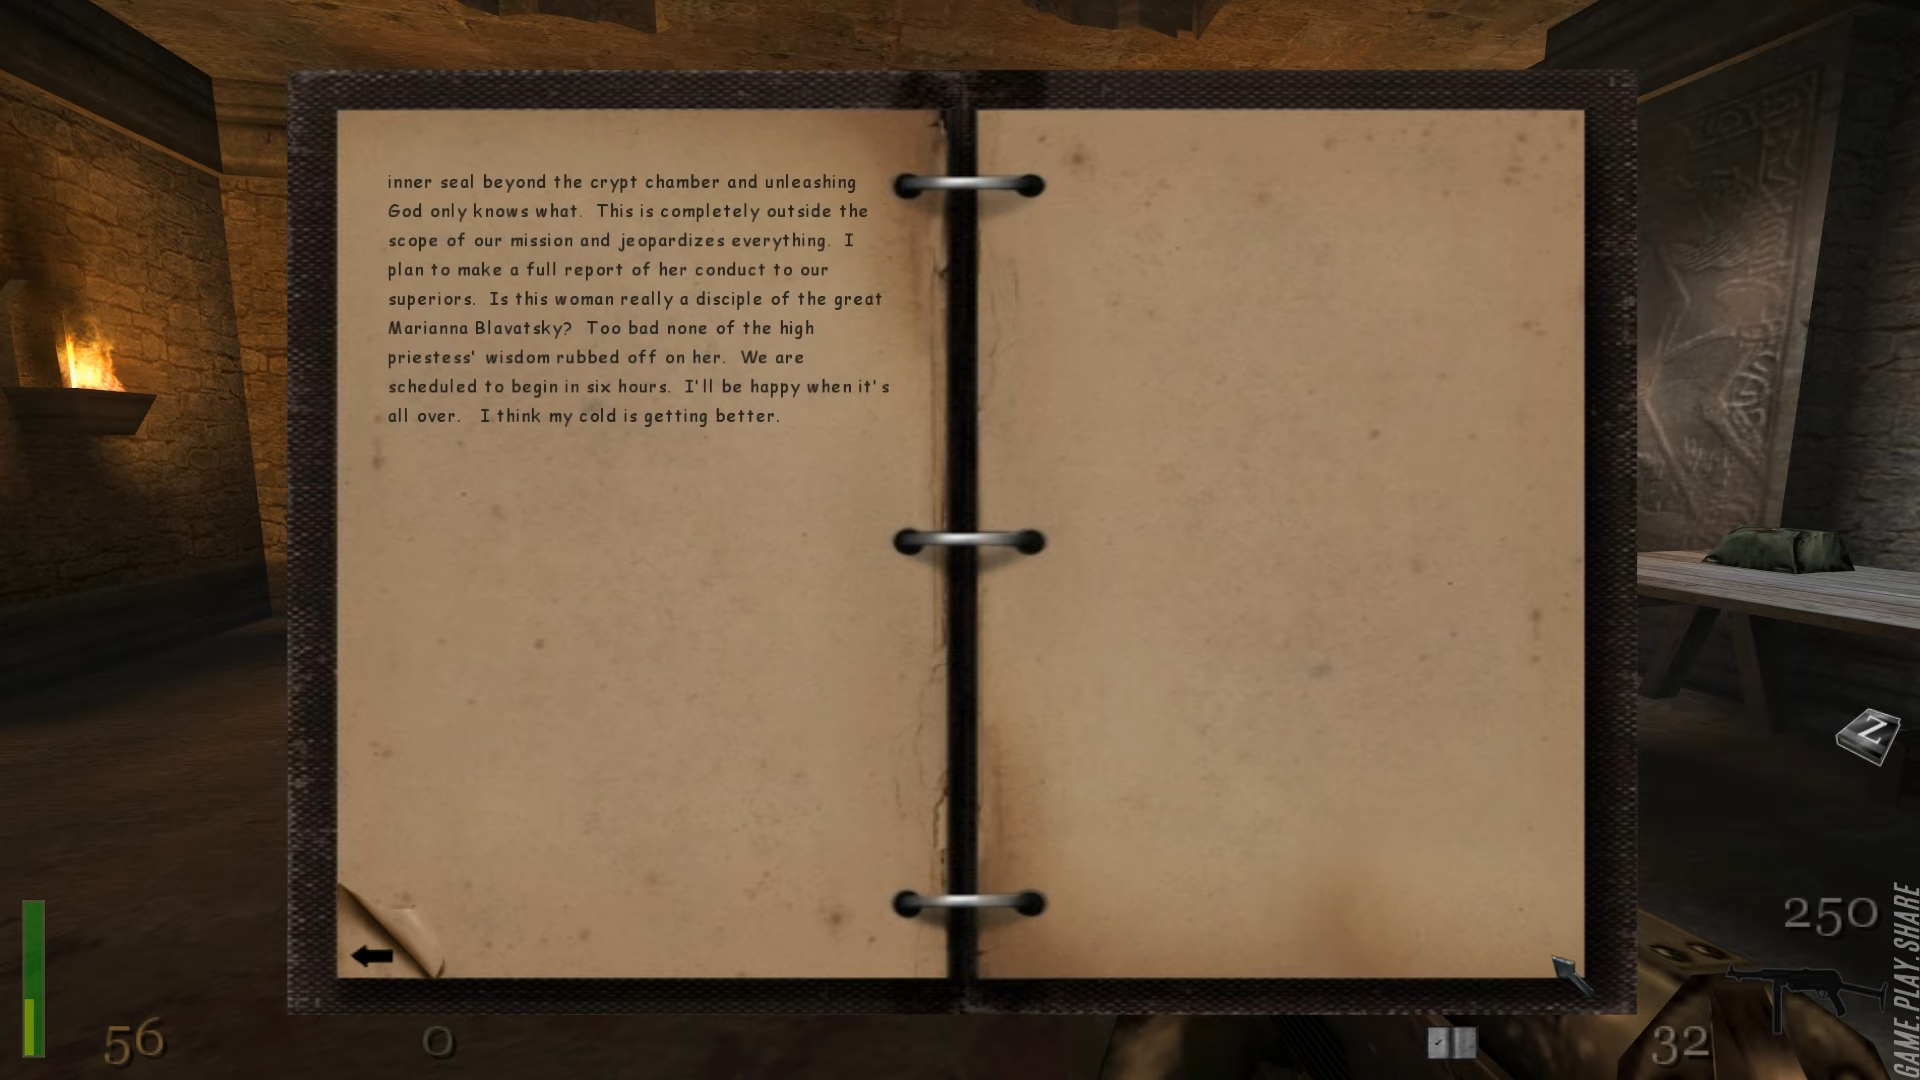 inner seal beyond the crypt chamber and unleashing
God only knows what.  This is completely outside the
scope of our mission and jeopardizes everything.  I
plan to make a full report of her conduct to our
superiors.  Is this woman really a disciple of the great
Marianna Blavatsky?  Too bad none of the high
priestess' wisdom rubbed off on her.  We are
scheduled to begin in six hours.  I'll be happy when it's
all over.   I think my cold is getting better.
Z
250
56
0
32
GAME.PLAY.SHARE